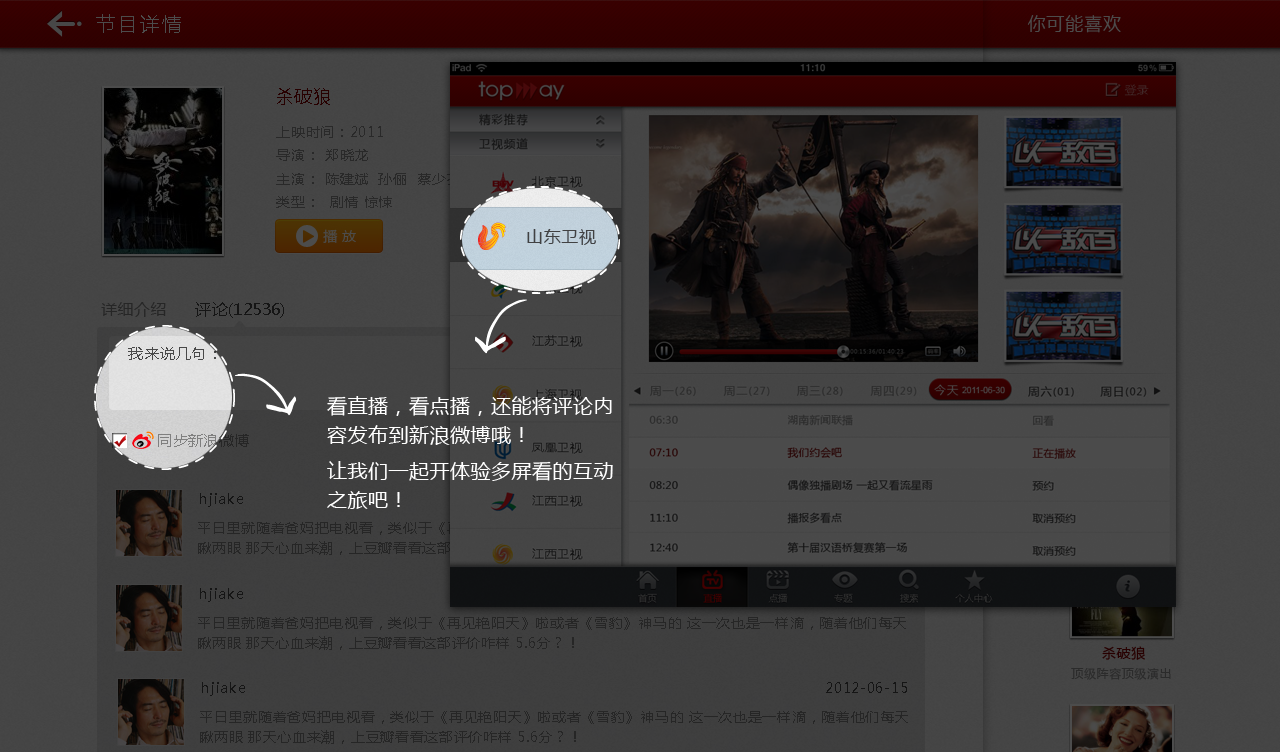 节目详情
你可能喜欢
iPad
11:10
59%
topway
登录
杀破狼
上映时间：2011
导演： 郑晓龙
主演： 陈建斌 孙俪 蔡少
类型： 剧情 惊悚
播放
详细介绍
评论(12536)
我来说几句：
同步新浪微博
精彩推荐
卫视频道
北京卫视
山东卫视
江苏卫视
上海卫视
凤凰卫视
江西卫视
江西卫视
以一敌百
以一敌百
以一敌百
00:15:36/01:40:23
周一(26)
周二(27)
周三(28)
周四(29)
今天 2011-06-30
周六(01)
周日(02)
06:30 湖南新闻联播 回看
07:10 我们约会吧 正在播放
08:20 偶像独播剧场 一起又看流星雨 预约
11:10 播报多看点 取消预约
12:40 第十届汉语桥复赛第一场 取消预约
首页
TV
直播
点播
专题
搜索
个人中心
看直播，看点播，还能将评论内
容发布到新浪微博哦！
让我们一起开体验多屏看的互动
之旅吧！
hjiake
平日里就随着爸妈把电视看，类似于《
瞅两眼 那天心血来潮，上豆瓣看看这部
hjiake
平日里就随着爸妈把电视看，类似于《再见艳阳天》啦或者《雪豹》神马的 这一次也是一样滴，随着他们每天
瞅两眼 那天心血来潮，上豆瓣看看这部评价咋样 5.6分？！
hjiake
2012-06-15
平日里就随着爸妈把电视看，类似于《再见艳阳天》啦或者《雪豹》神马的 这一次也是一样滴，随着他们每天
瞅两眼 那天心血来潮，上豆瓣看看这部评价咋样 5.6分？！
杀破狼
顶级阵容顶级演出